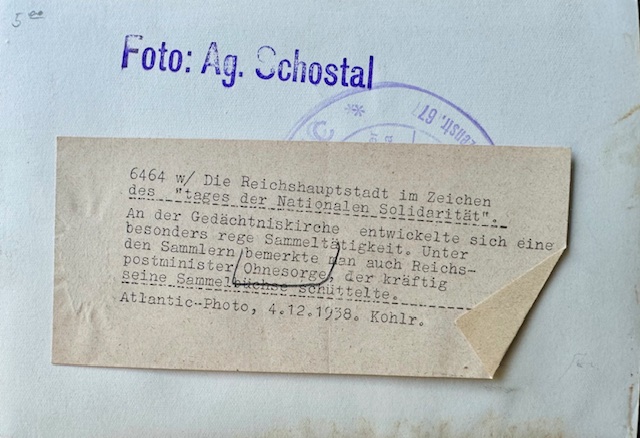 5⁰⁰
Foto: Ag. Schostal
6464 w/ Die Reichshauptstadt im Zeichen
des "tages der Nationalen Solidarität".
An der Gedächtniskirche entwickelte sich eine
besonders rege Sammeltätigkeit. Unter
den Sammlern bemerkte man auch Reichs-
postminister Ohnesorge, der kräftig
seine Sammelbüchse schüttelte.
Atlantic-Photo, 4.12.1938. Kohlr.